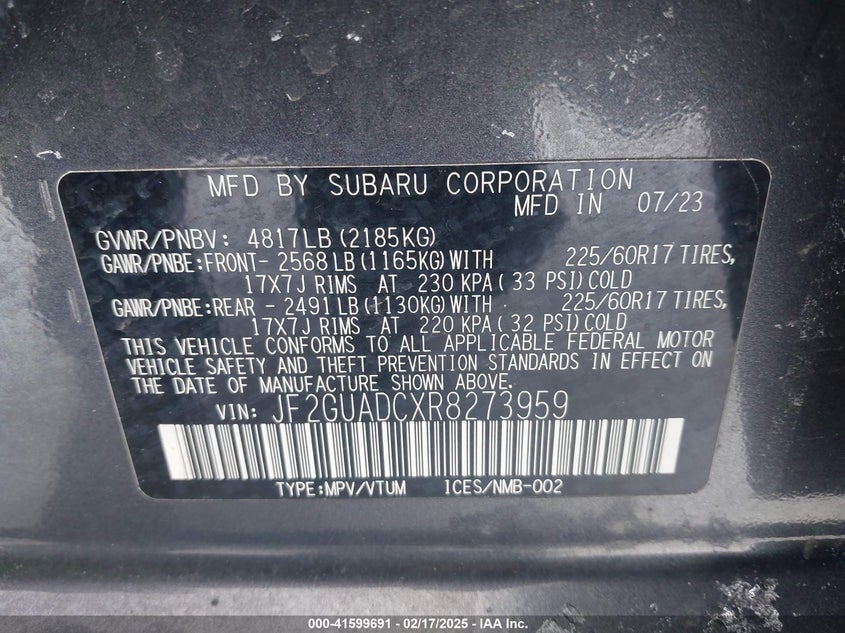 MFD BY SUBARU CORPORATION
MFD IN 07/23
GVWR/PNBV: 4817LB (2185KG)
GAWR/PNBE:FRONT- 2568 LB (1165KG) WITH 225/60R17 TIRES,
17X7J RIMS AT 230 KPA ( 33 PSI) COLD
GAWR/PNBE:REAR - 2491 LB (1130KG) WITH 225/60R17 TIRES,
17X7J RIMS AT 220 KPA ( 32 PSI) COLD
THIS VEHICLE CONFORMS TO ALL APPLICABLE FEDERAL MOTOR
VEHICLE SAFETY AND THEFT PREVENTION STANDARDS IN EFFECT ON
THE DATE OF MANUFACTURE SHOWN ABOVE.
VIN: JF2GUADCXR8273959
TYPE:MPV/VTUM ICES/NMB-002
000-41599691 - 02/17/2025 - IAA Inc.